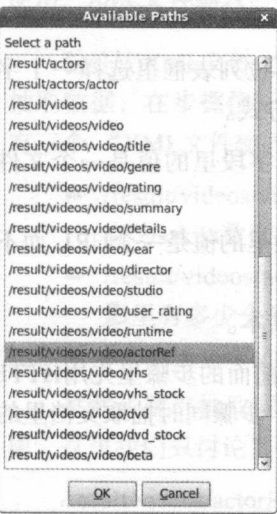 Available Paths
Select a path
/result/actors
/result/actors/actor
/result/videos
/result/videos/video
/result/videos/video/title
/result/videos/video/genre
/result/videos/video/rating
/result/videos/video/summary
/result/videos/video/details
/result/videos/video/year
/result/videos/video/director
/result/videos/video/studio
/result/videos/video/user_rating
/result/videos/video/runtime
/result/videos/video/actorRef
/result/videos/video/vhs
/result/videos/video/vhs_stock
/result/videos/video/dvd
/result/videos/video/dvd_stock
/result/videos/video/beta
OK Cancel